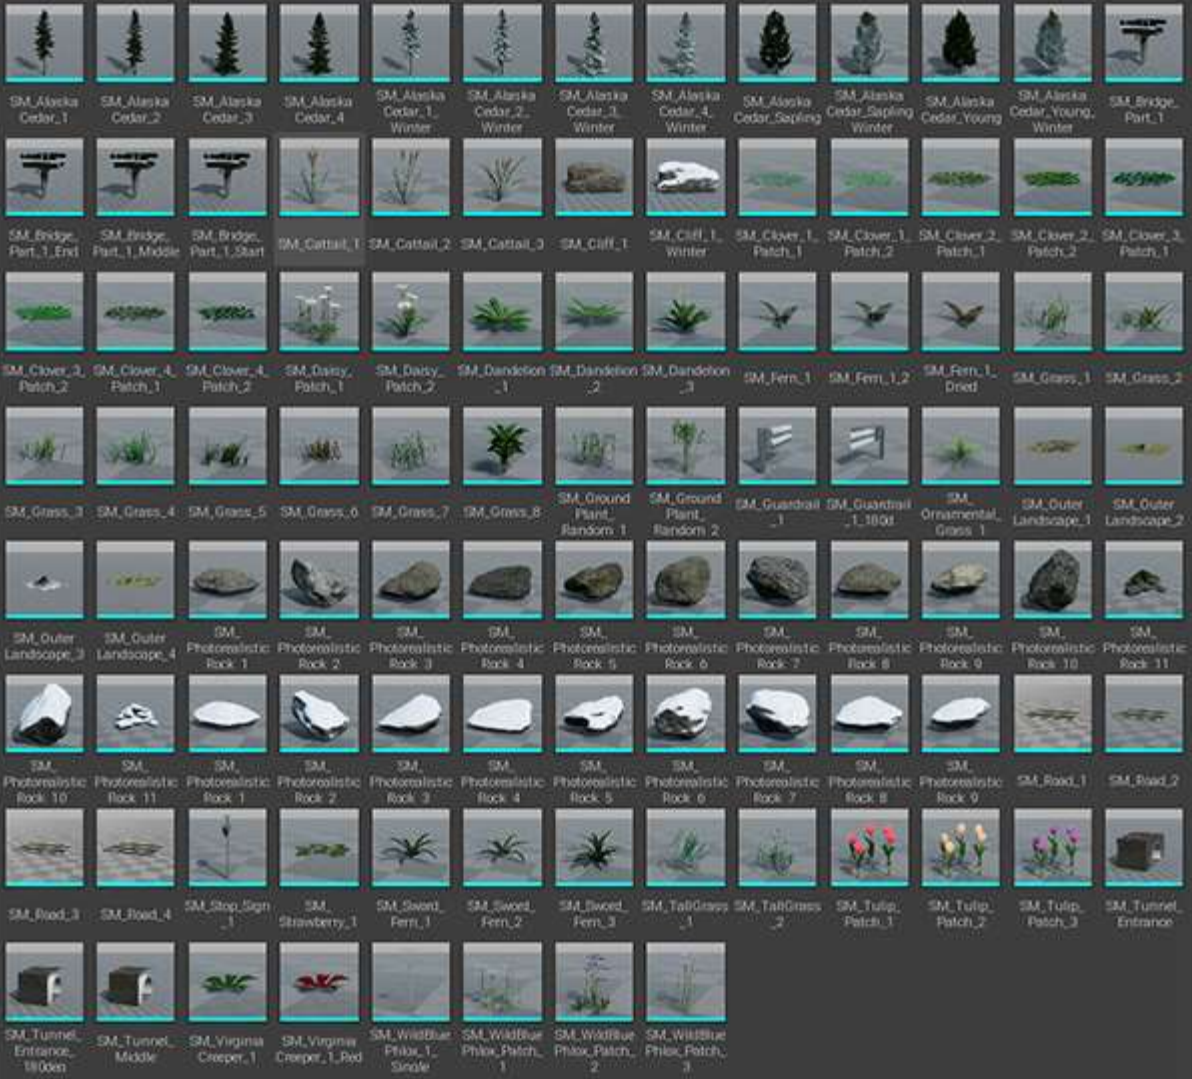 SM_Alaska
Cedar_1
SM_Alaska
Cedar_2
SM_Alaska
Cedar_3
SM_Alaska
Cedar_4
SM_Alaska
Cedar_1_
Winter
SM_Alaska
Cedar_2_
Winter
SM_Alaska
Cedar_3_
Winter
SM_Alaska
Cedar_4_
Winter
SM_Alaska
Cedar_Sapling
SM_Alaska
Cedar_Sapling
Winter
SM_Alaska
Cedar_Young
SM_Alaska
Cedar_Young_
Winter
SM_Bridge_
Part_1
SM_Bridge_
Part_1_End
SM_Bridge_
Part_1_Middle
SM_Bridge_
Part_1_Start
SM_Cattail_1
SM_Cattail_2
SM_Cattail_3
SM_Cliff_1
SM_Cliff_1_
Winter
SM_Clover_1_
Patch_1
SM_Clover_1_
Patch_2
SM_Clover_2_
Patch_1
SM_Clover_2_
Patch_2
SM_Clover_3_
Patch_1
SM_Clover_3_
Patch_2
SM_Clover_4_
Patch_1
SM_Clover_4_
Patch_2
SM_Daisy_
Patch_1
SM_Daisy_
Patch_2
SM_Dandelion
_1
SM_Dandelion
_2
SM_Dandelion
_3
SM_Fern_1
SM_Fern_1_2
SM_Fern_1_
Dried
SM_Grass_1
SM_Grass_2
SM_Grass_3
SM_Grass_4
SM_Grass_5
SM_Grass_6
SM_Grass_7
SM_Grass_8
SM_Ground
Plant_
Random_1
SM_Ground
Plant_
Random_2
SM_Guardrail
_1
SM_Guardrail
_1_180d
SM_
Ornamental_
Grass_1
SM_Outer
Landscape_1
SM_Outer
Landscape_2
SM_Outer
Landscape_3
SM_Outer
Landscape_4
SM_
Photorealistic
Rock_1
SM_
Photorealistic
Rock_2
SM_
Photorealistic
Rock_3
SM_
Photorealistic
Rock_4
SM_
Photorealistic
Rock_5
SM_
Photorealistic
Rock_6
SM_
Photorealistic
Rock_7
SM_
Photorealistic
Rock_8
SM_
Photorealistic
Rock_9
SM_
Photorealistic
Rock_10
SM_
Photorealistic
Rock_11
SM_
Photorealistic
Rock_10
SM_
Photorealistic
Rock_11
SM_
Photorealistic
Rock_1
SM_
Photorealistic
Rock_2
SM_
Photorealistic
Rock_3
SM_
Photorealistic
Rock_4
SM_
Photorealistic
Rock_5
SM_
Photorealistic
Rock_6
SM_
Photorealistic
Rock_7
SM_
Photorealistic
Rock_8
SM_
Photorealistic
Rock_9
SM_Road_1
SM_Road_2
SM_Road_3
SM_Road_4
SM_Stop_Sign
_1
SM_
Strawberry_1
SM_Sword_
Fern_1
SM_Sword_
Fern_2
SM_Sword_
Fern_3
SM_TallGrass
_1
SM_TallGrass
_2
SM_Tulip_
Patch_1
SM_Tulip_
Patch_2
SM_Tulip_
Patch_3
SM_Tunnel_
Entrance
SM_Tunnel_
Entrance_
180deg
SM_Tunnel_
Middle
SM_Virginia
Creeper_1
SM_Virginia
Creeper_1_Red
SM_WildBlue
Phlox_1_
Single
SM_WildBlue
Phlox_Patch_
1
SM_WildBlue
Phlox_Patch_
2
SM_WildBlue
Phlox_Patch_
3